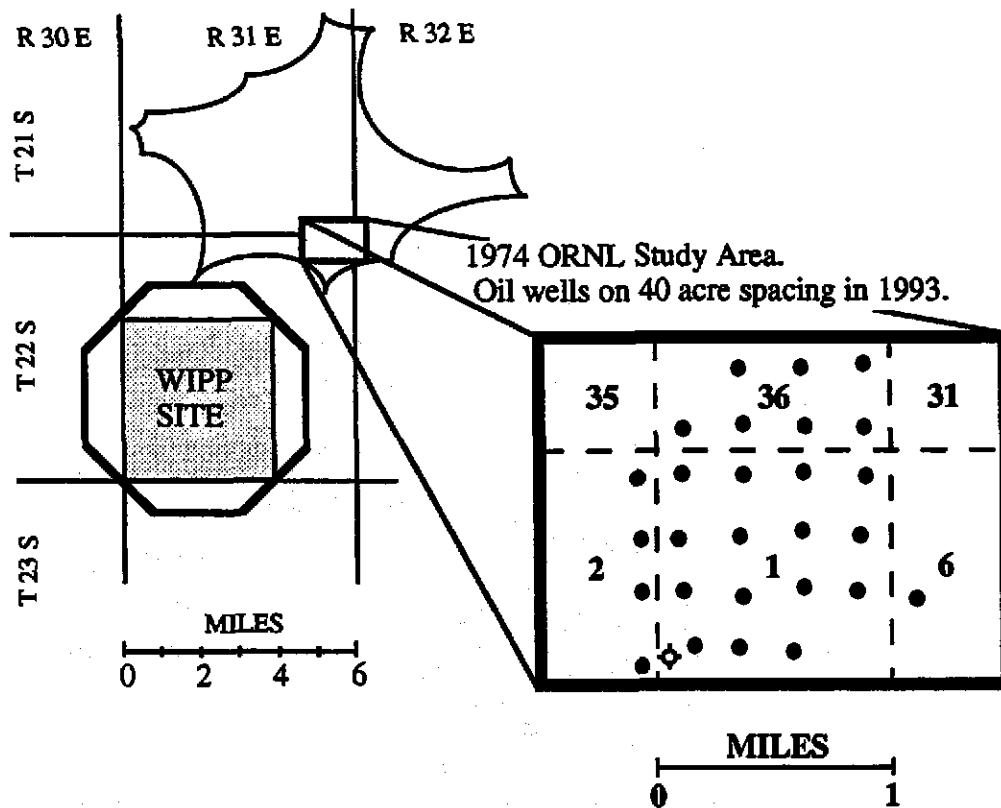 R 30 E R 31 E R 32 E
T 21 S
1974 ORNL Study Area.
Oil wells on 40 acre spacing in 1993.
T 22 S
WIPP
SITE
35 36 31
2 1 6
T 23 S
MILES
0 2 4 6
MILES
0 1